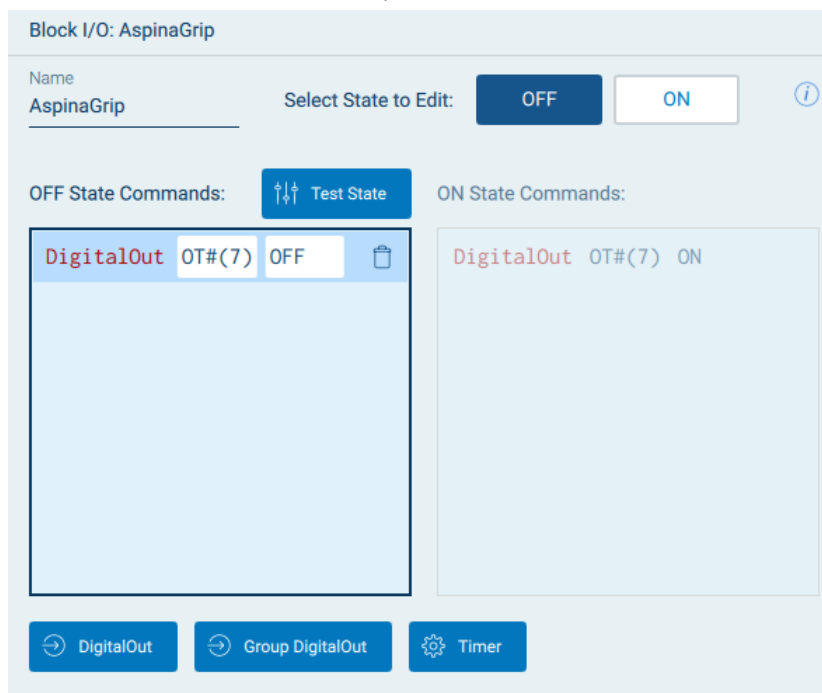 Block I/O: AspinaGrip
Name
AspinaGrip
Select State to Edit:
OFF
ON
i
OFF State Commands:
Test State
ON State Commands:
DigitalOut OT#(7) OFF
DigitalOut OT#(7) ON
DigitalOut
Group DigitalOut
Timer